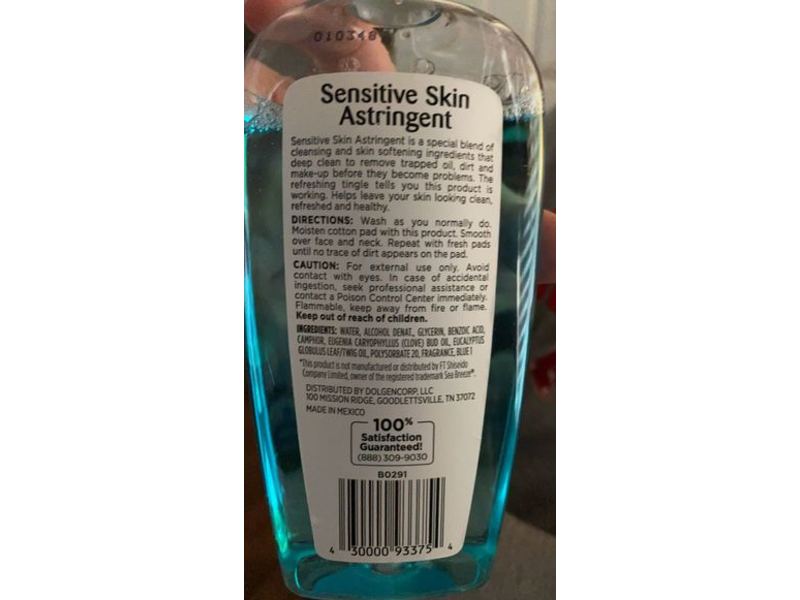 010348
Sensitive Skin
Astringent
Sensitive Skin Astringent is a special blend of
cleansing and skin softening ingredients that
deep clean to remove trapped oil, dirt and
make-up before they become problems. The
refreshing tingle tells you this product is
working. Helps leave your skin looking clean,
refreshed and healthy.
DIRECTIONS: Wash as you normally do.
Moisten cotton pad with this product. Smooth
over face and neck. Repeat with fresh pads
until no trace of dirt appears on the pad.
CAUTION: For external use only. Avoid
contact with eyes. In case of accidental
ingestion, seek professional assistance or
contact a Poison Control Center immediately.
Flammable, keep away from fire or flame.
Keep out of reach of children.
INGREDIENTS: WATER, ALCOHOL DENAT., GLYCERIN, BENZOIC ACID,
CAMPHOR, EUGENIA CARYOPHYLLUS (CLOVE) BUD OIL, EUCALYPTUS
GLOBULUS LEAF/TWIG OIL, POLYSORBATE 20, FRAGRANCE, BLUE 1
*This product is not manufactured or distributed by FT Shiseido
Company Limited, owner of the registered trademark Sea Breeze®.
DISTRIBUTED BY DOLGENCORP, LLC
100 MISSION RIDGE, GOODLETTSVILLE, TN 37072
MADE IN MEXICO
100%
Satisfaction
Guaranteed!
(888) 309-9030
B0291
4 30000 93375 4